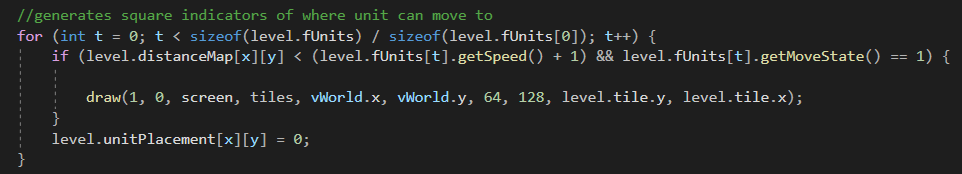 //generates square indicators of where unit can move to
for (int t = 0; t < sizeof(level.fUnits) / sizeof(level.fUnits[0]); t++) {
    if (level.distanceMap[x][y] < (level.fUnits[t].getSpeed() + 1) && level.fUnits[t].getMoveState() == 1) {
        draw(1, 0, screen, tiles, vWorld.x, vWorld.y, 64, 128, level.tile.y, level.tile.x);
    }
    level.unitPlacement[x][y] = 0;
}